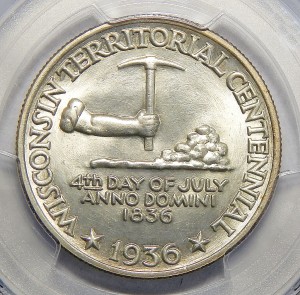 WISCONSIN TERRITORIAL CENTENNIAL
4th DAY OF JULY
ANNO DOMINI
1836
★ 1936 ★